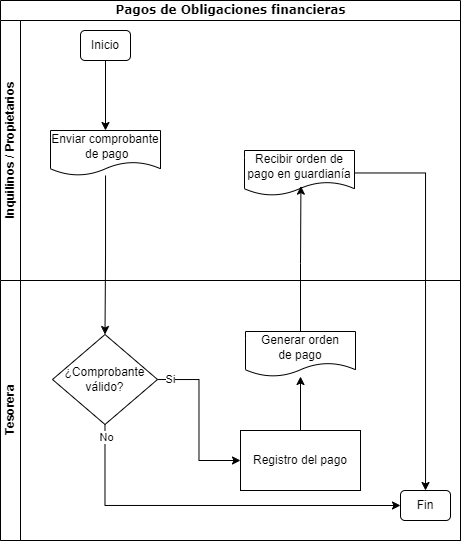 Pagos de Obligaciones financieras
Inquilinos / Propietarios
Inicio
Enviar comprobante
de pago
Recibir orden de
pago en guardianía
Tesorera
¿Comprobante
válido?
Si
No
Generar orden
de pago
Registro del pago
Fin